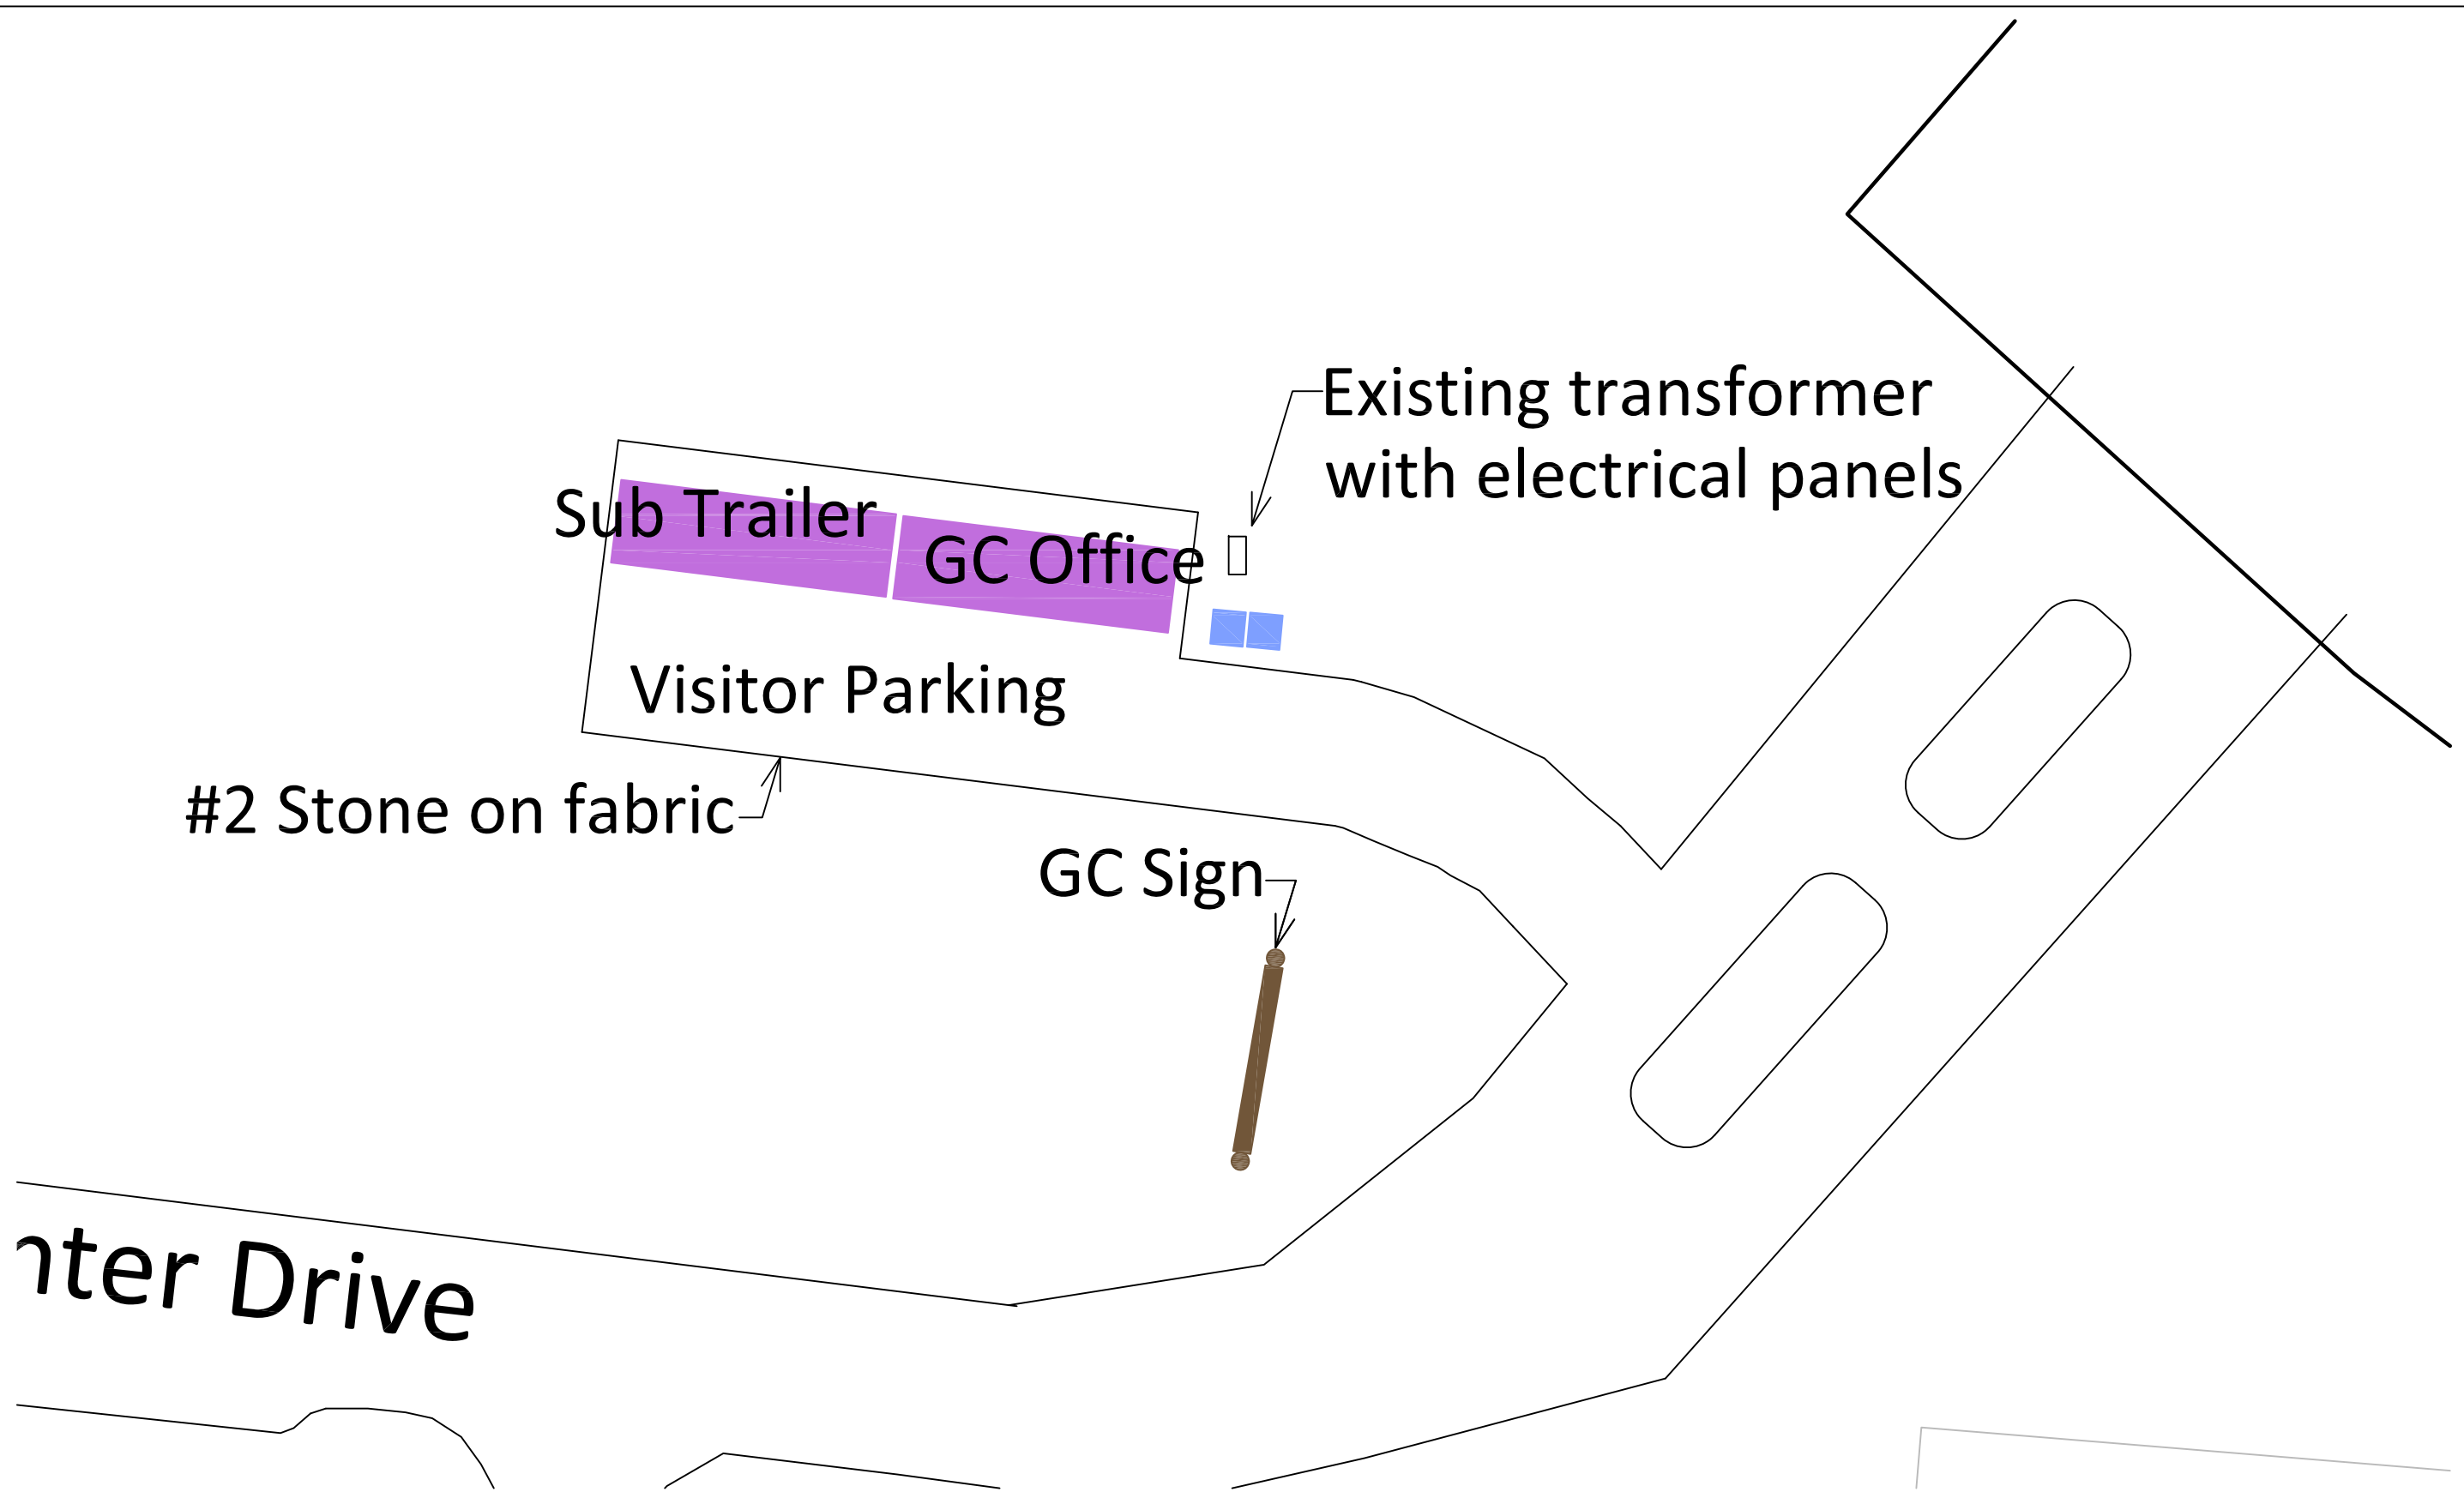 Existing transformer
with electrical panels
Sub Trailer
GC Office
Visitor Parking
#2 Stone on fabric
GC Sign
nter Drive